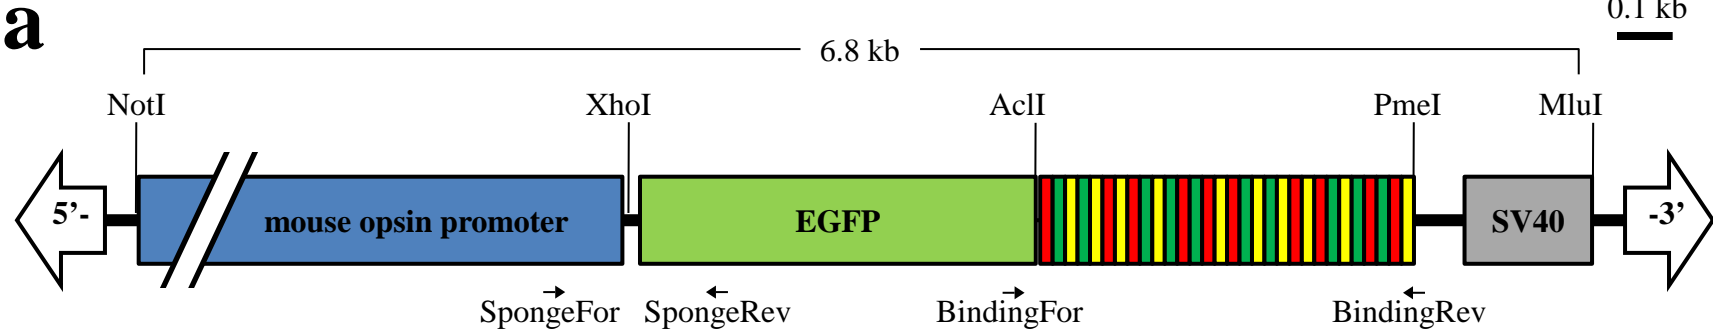 a
0.1 kb
6.8 kb
NotI XhoI AclI PmeI MluI
5’- mouse opsin promoter EGFP SV40 -3’
SpongeFor SpongeRev BindingFor BindingRev